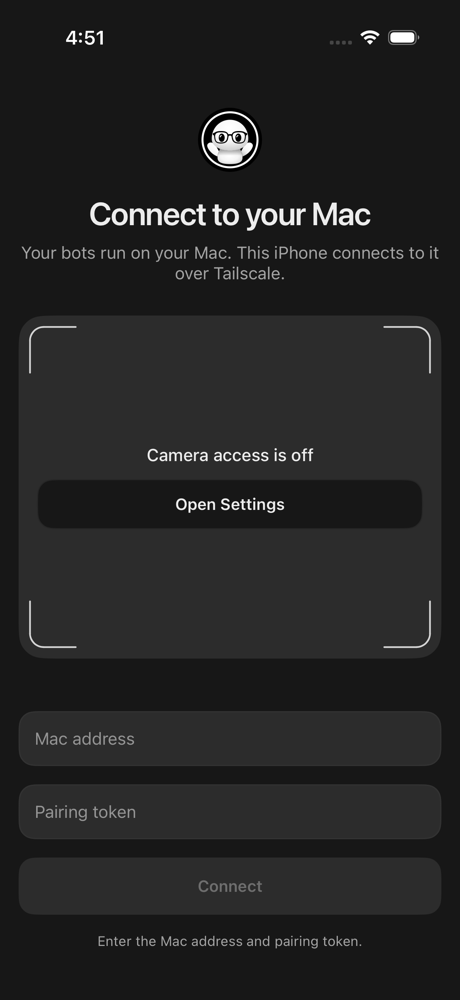 4:51
Connect to your Mac
Your bots run on your Mac. This iPhone connects to it
over Tailscale.
Camera access is off
Open Settings
Mac address
Pairing token
Connect
Enter the Mac address and pairing token.